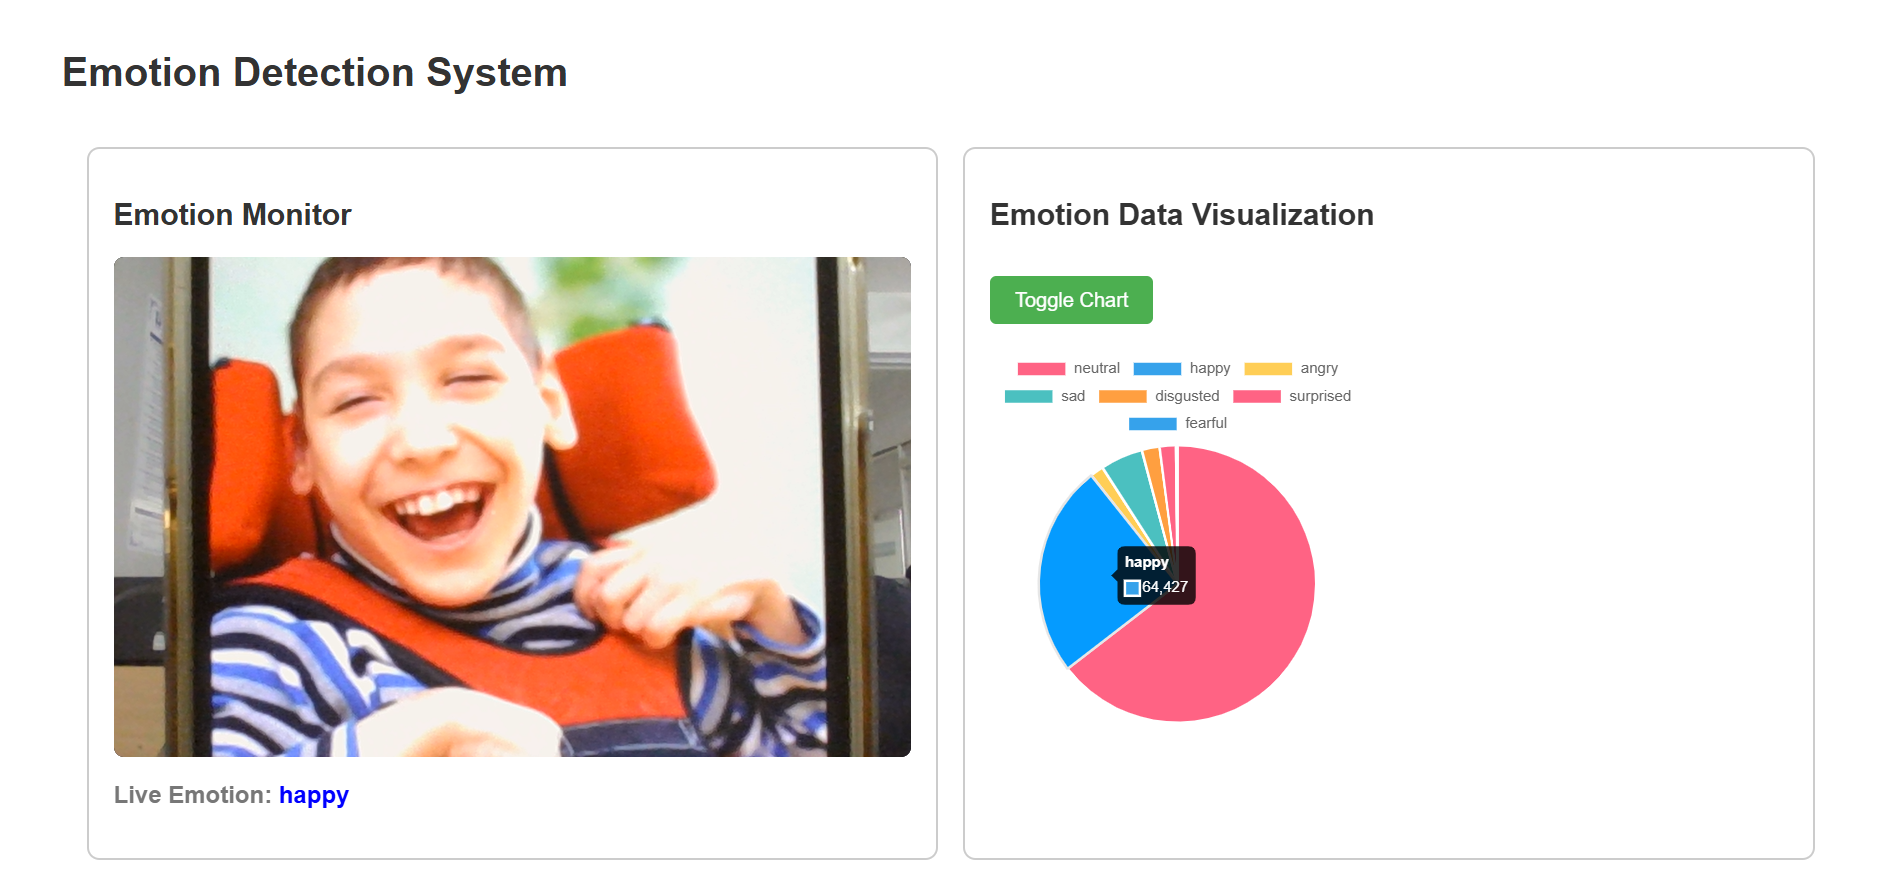 Emotion Detection System
Emotion Monitor
Live Emotion: happy
Emotion Data Visualization
Toggle Chart
neutral happy angry
sad disgusted surprised
fearful
happy
64,427